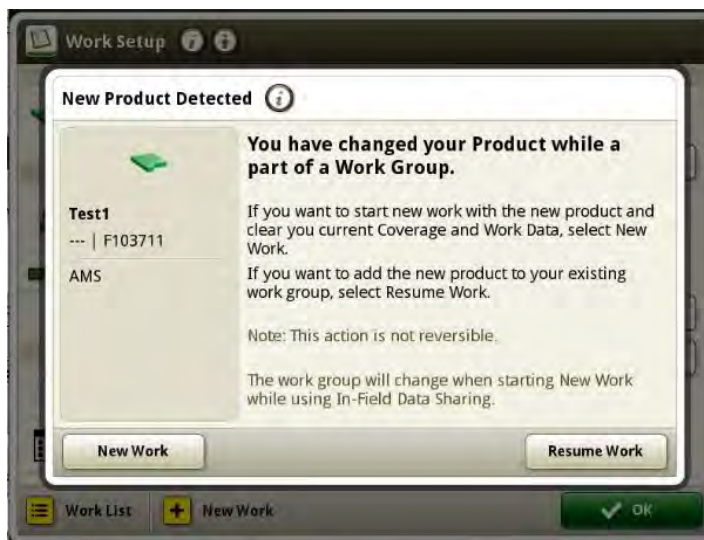 Work Setup
New Product Detected
You have changed your Product while a
part of a Work Group.
Test1
--- | F103711
AMS
If you want to start new work with the new product and
clear you current Coverage and Work Data, select New
Work.
If you want to add the new product to your existing
work group, select Resume Work.
Note: This action is not reversible.
The work group will change when starting New Work
while using In-Field Data Sharing.
New Work
Resume Work
Work List
New Work
OK